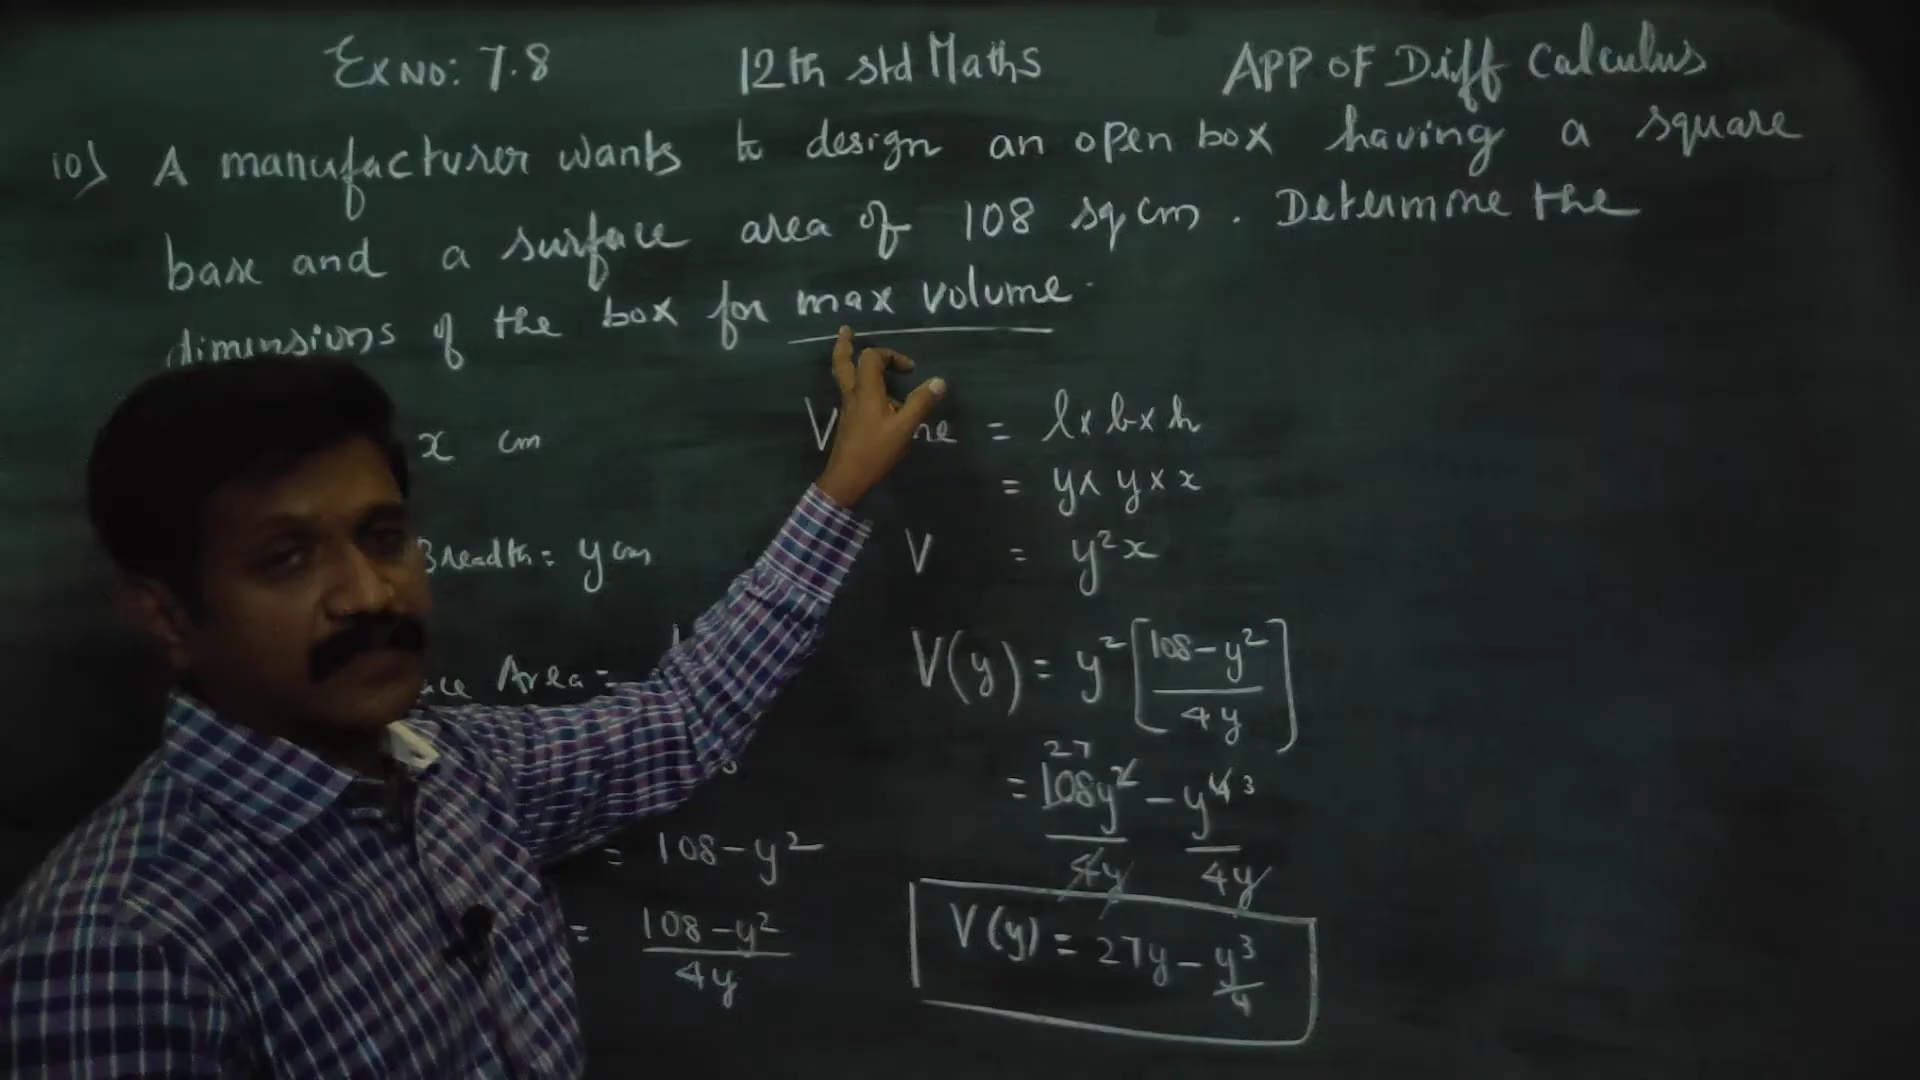 Ex NO: 7.8 12th std Maths APP OF Diff Calculus
10) A manufacturer wants to design an open box having a square
base and a surface area of 108 sq cm. Determine the
dimensions of the box for max volume.
x cm
Breadth = y cm
Area =
= 108 - y²
= 108 - y² / 4y
= l × b × h
= y × y × x
V = y²x
V(y) = y² [108 - y² / 4y]
27
= 108y² / 4y - y⁴ 3 / 4y
V(y) = 27y - y³/4